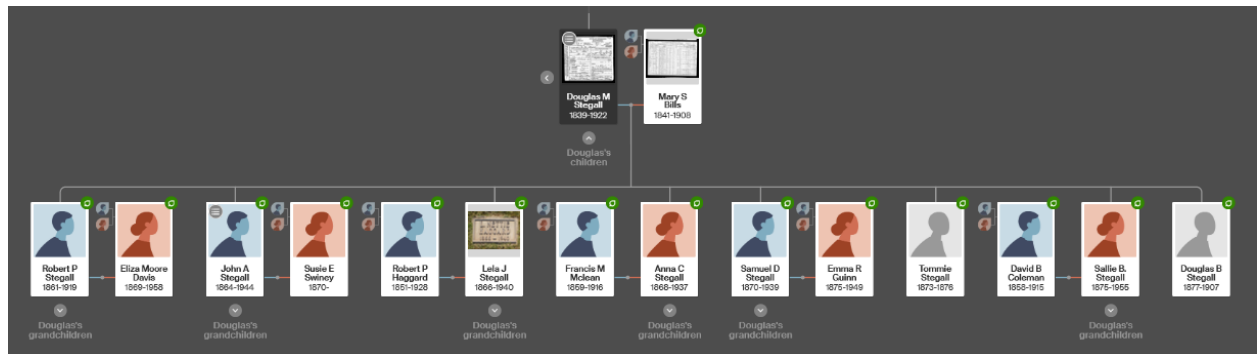 Douglas M
Stegall
1839-1922
Mary S
Bills
1841-1908
Douglas's
children
Robert P
Stegall
1861-1919
Eliza Moore
Davis
1869-1958
John A
Stegall
1864-1944
Susie E
Swiney
1870-
Robert P
Haggard
1851-1928
Lela J
Stegall
1866-1940
Francis M
Mclean
1859-1916
Anna C
Stegall
1868-1937
Samuel D
Stegall
1870-1939
Emma R
Guinn
1875-1949
Tommie
Stegall
1873-1876
David B
Coleman
1858-1915
Sallie B.
Stegall
1875-1955
Douglas B
Stegall
1877-1907
Douglas's
grandchildren
Douglas's
grandchildren
Douglas's
grandchildren
Douglas's
grandchildren
Douglas's
grandchildren